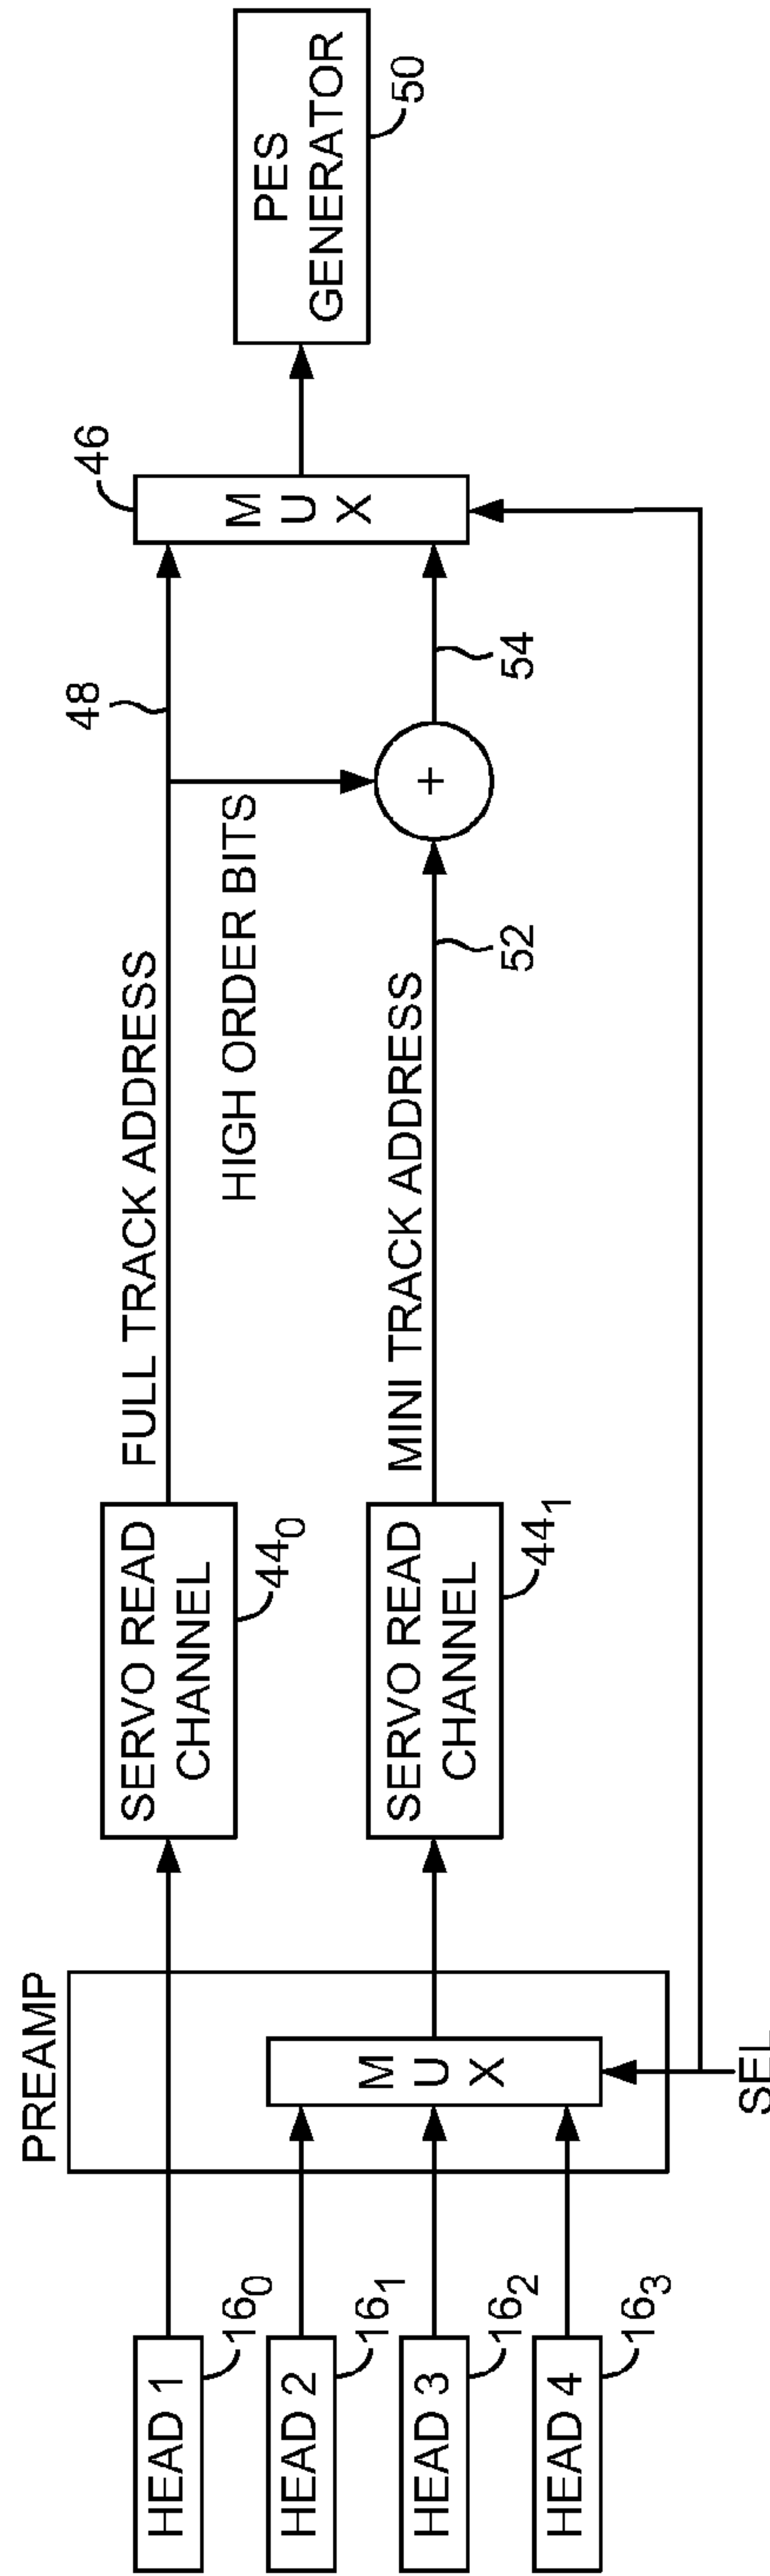 PREAMP
HEAD 1
16₀
HEAD 2
16₁
HEAD 3
16₂
HEAD 4
16₃
MUX
SEL
SERVO READ
CHANNEL
44₀
SERVO READ
CHANNEL
44₁
FULL TRACK ADDRESS
HIGH ORDER BITS
MINI TRACK ADDRESS
52
48
+
54
46
MUX
PES
GENERATOR
50